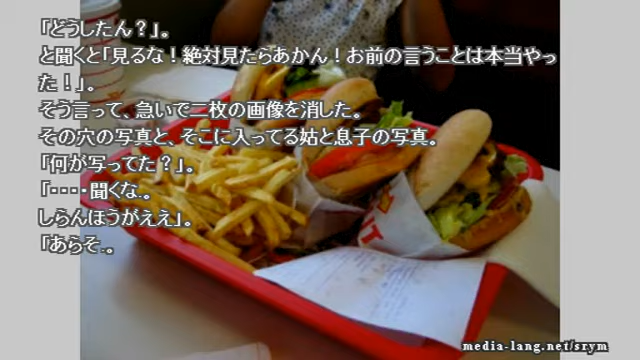 「どうしたん？」。
と聞くと「見るな！絶対見たらあかん！お前の言うことは本当やっ
た！」。
そう言って、急いで二枚の画像を消した。
その穴の写真と、そこに入ってる姑と息子の写真。
「何が写ってた？」。
「・・・・聞くな.。
しらんほうがええ」。
「あらそ.。
media-lang.net/srym